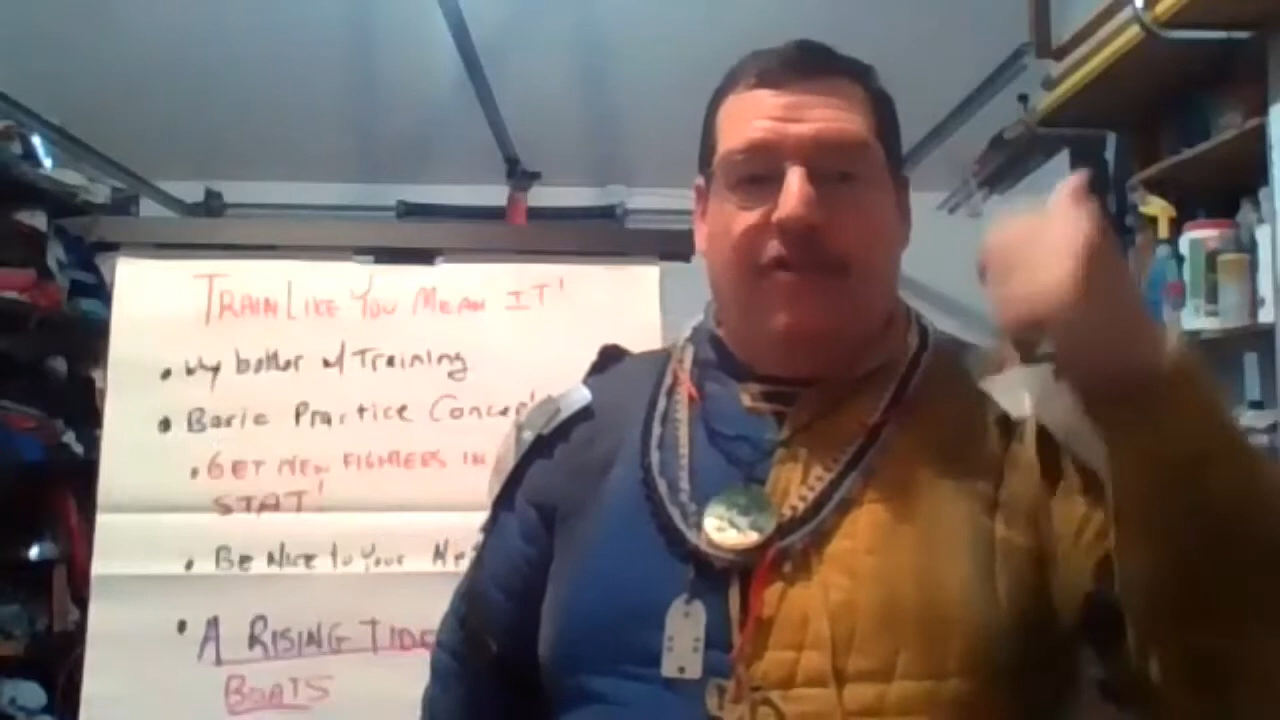 TRAIN LIKE YOU MEAN IT!
• Why bother w/ Training
• Basic Practice Concep
• GET NEW FIGHTERS IN
STAT!
• BE NICE to Your
• A RISING TIDE
BOATS